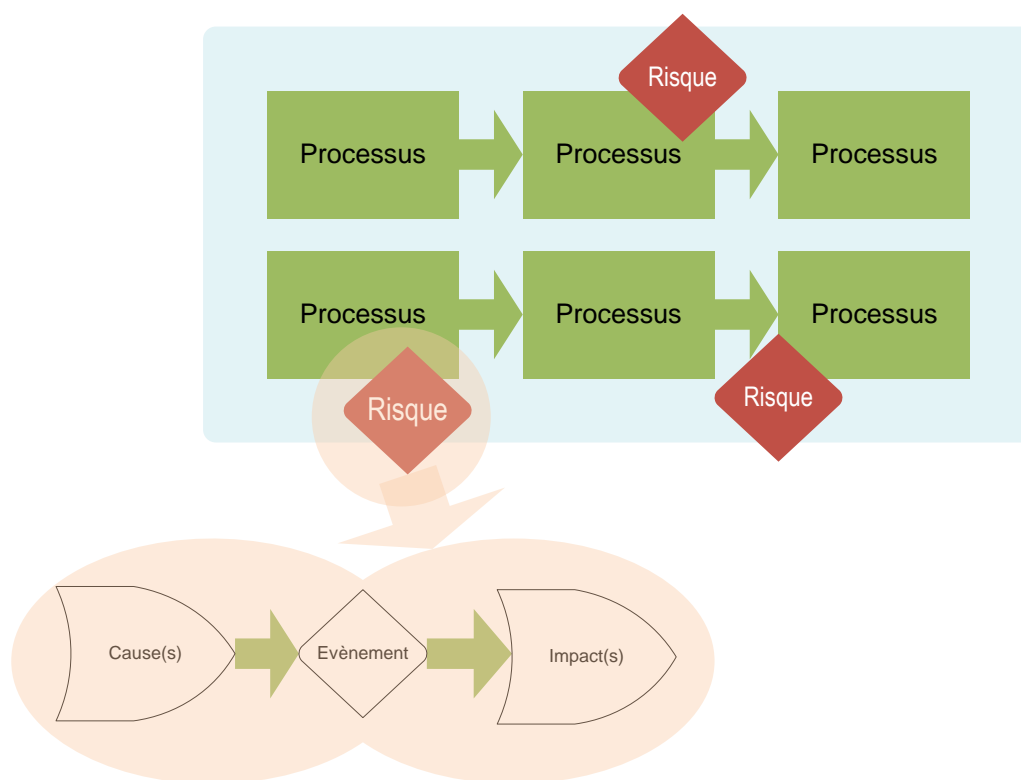 Risque
Processus
Processus
Processus
Processus
Processus
Processus
Risque
Risque
Cause(s)
Evènement
Impact(s)